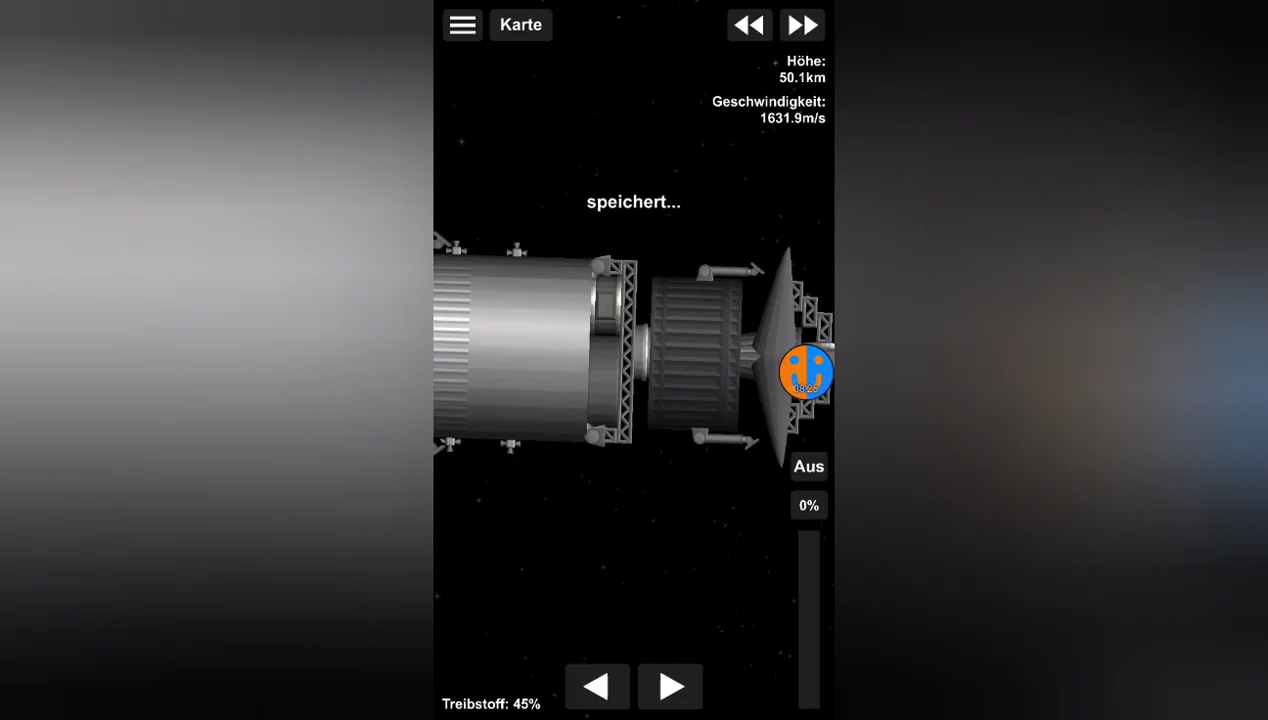 Karte
Höhe:
50.1km
Geschwindigkeit:
1631.9m/s
speichert...
Aus
0%
Treibstoff: 45%